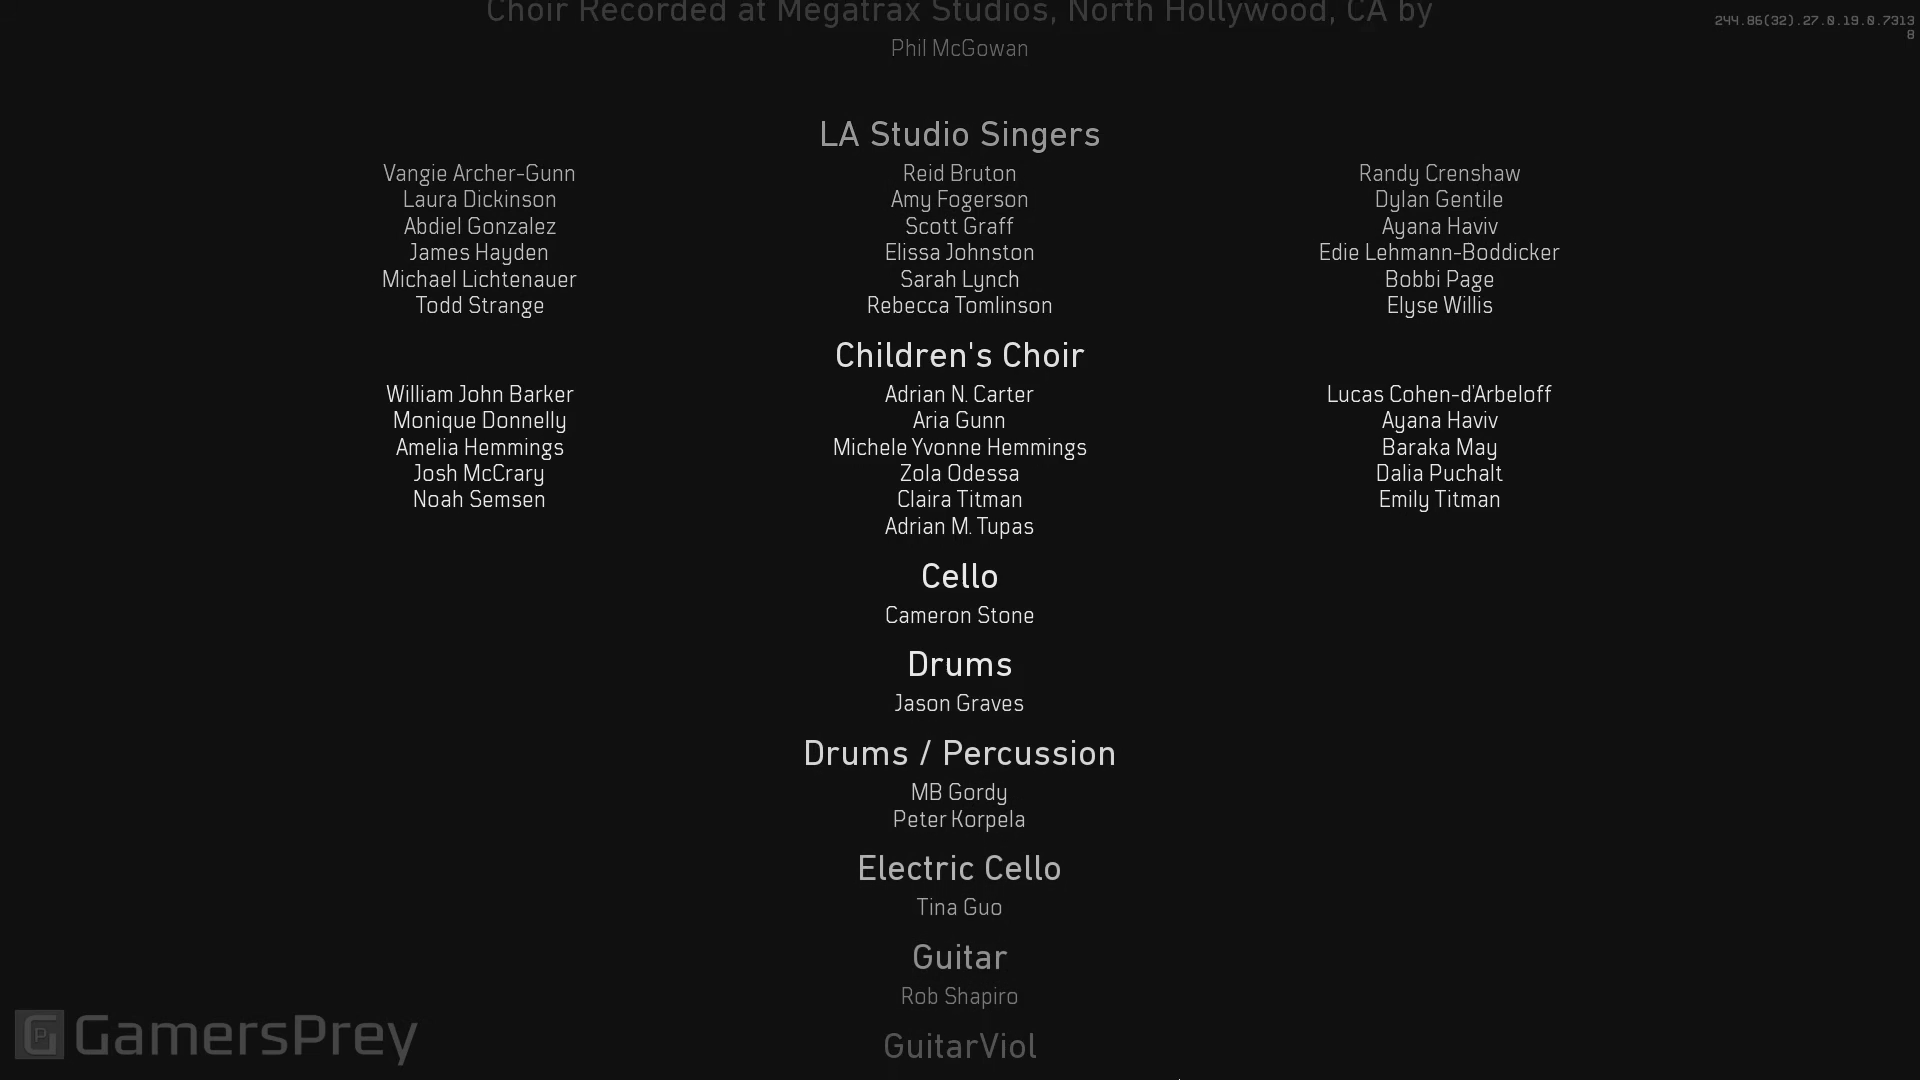 Choir Recorded at Megatrax Studios, North Hollywood, CA by
244.86(32).27.0.19.0.7313
8
Phil McGowan
LA Studio Singers
Vangie Archer-Gunn Reid Bruton Randy Crenshaw
Laura Dickinson Amy Fogerson Dylan Gentile
Abdiel Gonzalez Scott Graff Ayana Haviv
James Hayden Elissa Johnston Edie Lehmann-Boddicker
Michael Lichtenauer Sarah Lynch Bobbi Page
Todd Strange Rebecca Tomlinson Elyse Willis
Children's Choir
William John Barker Adrian N. Carter Lucas Cohen-d'Arbeloff
Monique Donnelly Aria Gunn Ayana Haviv
Amelia Hemmings Michele Yvonne Hemmings Baraka May
Josh McCrary Zola Odessa Dalia Puchalt
Noah Semsen Claira Titman Emily Titman
Adrian M. Tupas
Cello
Cameron Stone
Drums
Jason Graves
Drums / Percussion
MB Gordy
Peter Korpela
Electric Cello
Tina Guo
Guitar
Rob Shapiro
GuitarViol
GamersPrey